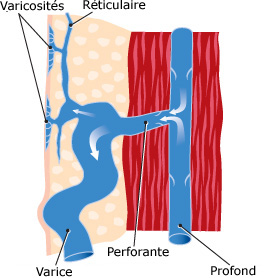 Varicosités
Réticulaire
Perforante
Varice
Profond